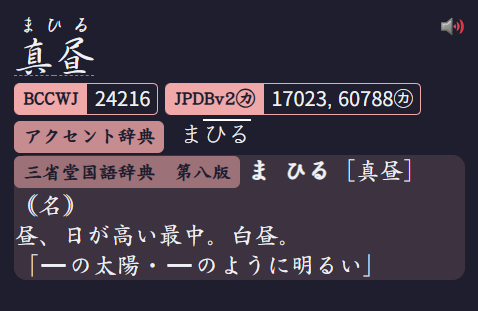 まひる
真昼
BCCWJ 24216 JPDBv2㋕ 17023, 60788㋕
アクセント辞典 まひる
三省堂国語辞典 第八版 ま ひる［真昼］
《名》
昼、日が高い最中。白昼。
「━の太陽・━のように明るい」